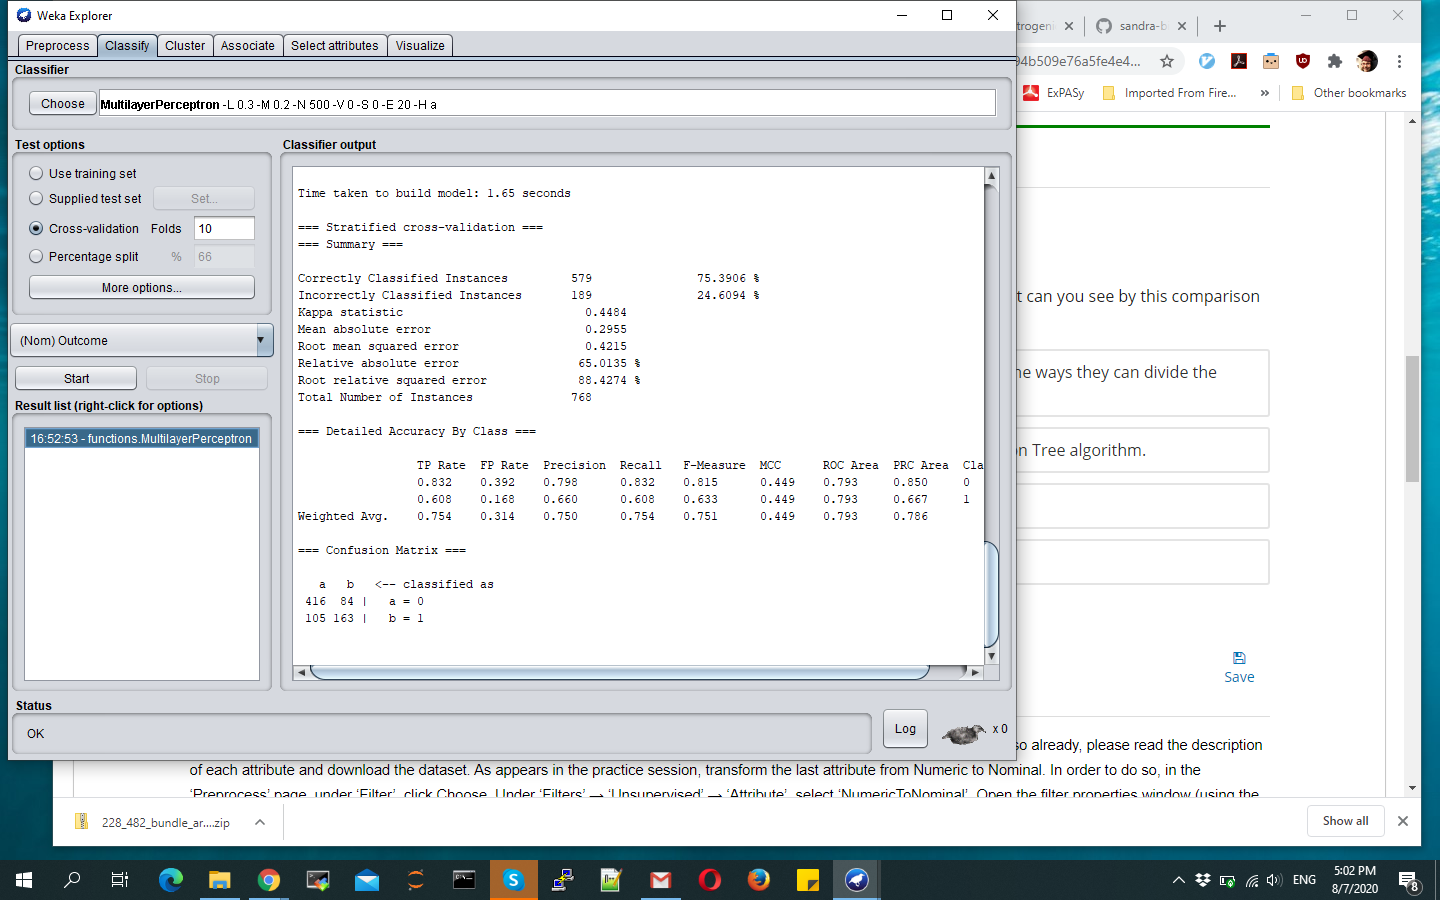 Weka Explorer
Preprocess Classify Cluster Associate Select attributes Visualize
Classifier
Choose MultilayerPerceptron -L 0.3 -M 0.2 -N 500 -V 0 -S 0 -E 20 -H a
Test options
Use training set
Supplied test set Set...
Cross-validation Folds 10
Percentage split % 66
More options...
(Nom) Outcome
Start Stop
Result list (right-click for options)
16:52:53 - functions.MultilayerPerceptron
Classifier output
Time taken to build model: 1.65 seconds
=== Stratified cross-validation ===
=== Summary ===
Correctly Classified Instances 579 75.3906 %
Incorrectly Classified Instances 189 24.6094 %
Kappa statistic 0.4484
Mean absolute error 0.2955
Root mean squared error 0.4215
Relative absolute error 65.0135 %
Root relative squared error 88.4274 %
Total Number of Instances 768
=== Detailed Accuracy By Class ===
TP Rate FP Rate Precision Recall F-Measure MCC ROC Area PRC Area Cla
0.832 0.392 0.798 0.832 0.815 0.449 0.793 0.850 0
0.608 0.168 0.660 0.608 0.633 0.449 0.793 0.667 1
Weighted Avg. 0.754 0.314 0.750 0.754 0.751 0.449 0.793 0.786
=== Confusion Matrix ===
a b <-- classified as
416 84 | a = 0
105 163 | b = 1
Status
OK
Log
x 0
trogen sandra-b
94b509e76a5fe4e4...
ExPASy Imported From Fire... » Other bookmarks
t can you see by this comparison
ne ways they can divide the
on Tree algorithm.
Save
so already, please read the description
of each attribute and download the dataset. As appears in the practice session, transform the last attribute from Numeric to Nominal. In order to do so, in the
'Preprocess' page, under 'Filter', click Choose. Under 'Filters' → 'Unsupervised' → 'Attribute', select 'NumericToNominal'. Open the filter properties window (using the
228_482_bundle_ar....zip
Show all
ENG
5:02 PM
8/7/2020
8